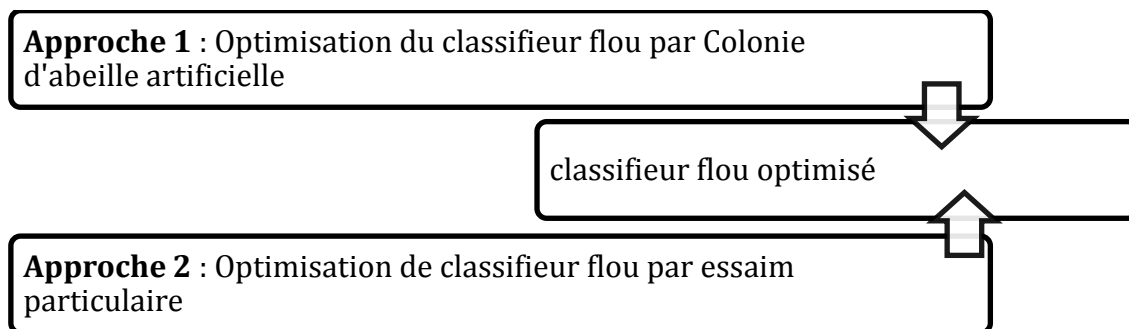 Approche 1 : Optimisation du classifieur flou par Colonie
d'abeille artificielle
classifieur flou optimisé
Approche 2 : Optimisation de classifieur flou par essaim
particulaire